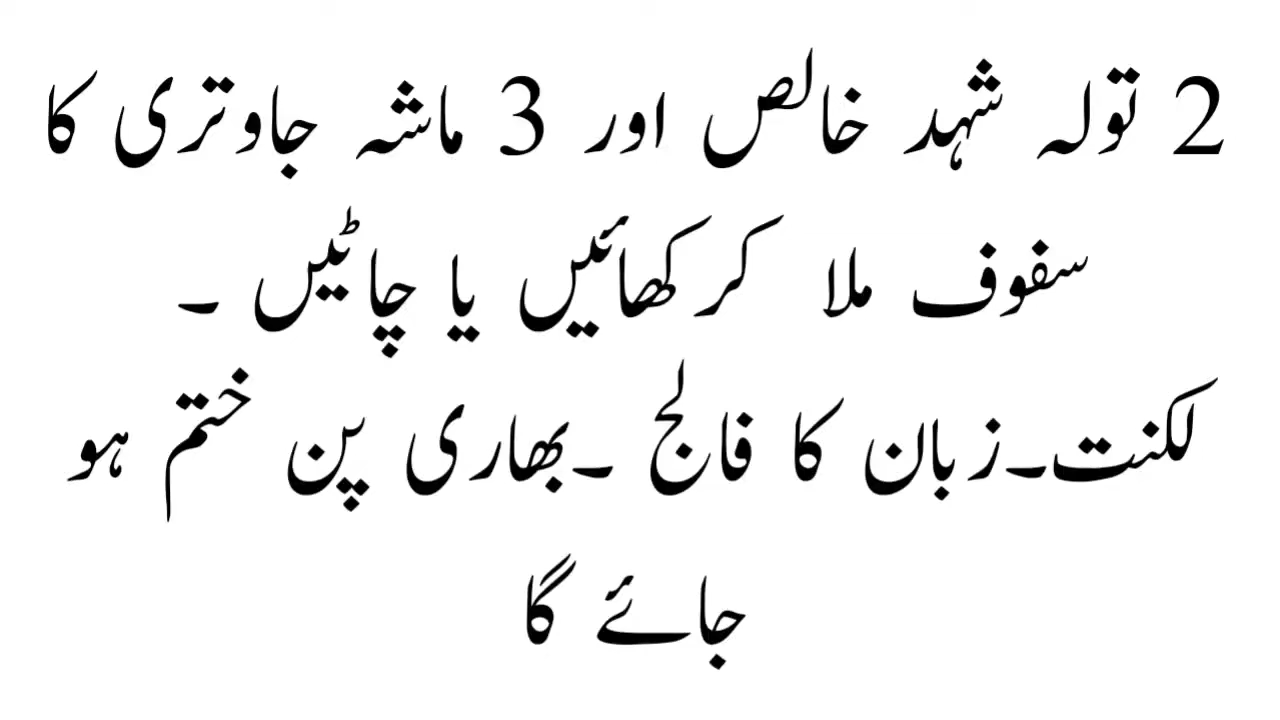 2 تولہ شہد خالص اور 3 ماشہ جاوتری کا
سفوف ملا کر کھائیں یا چاٹیں ۔
لکنت۔زبان کا فالج ۔بھاری پن ختم ہو
جائے گا